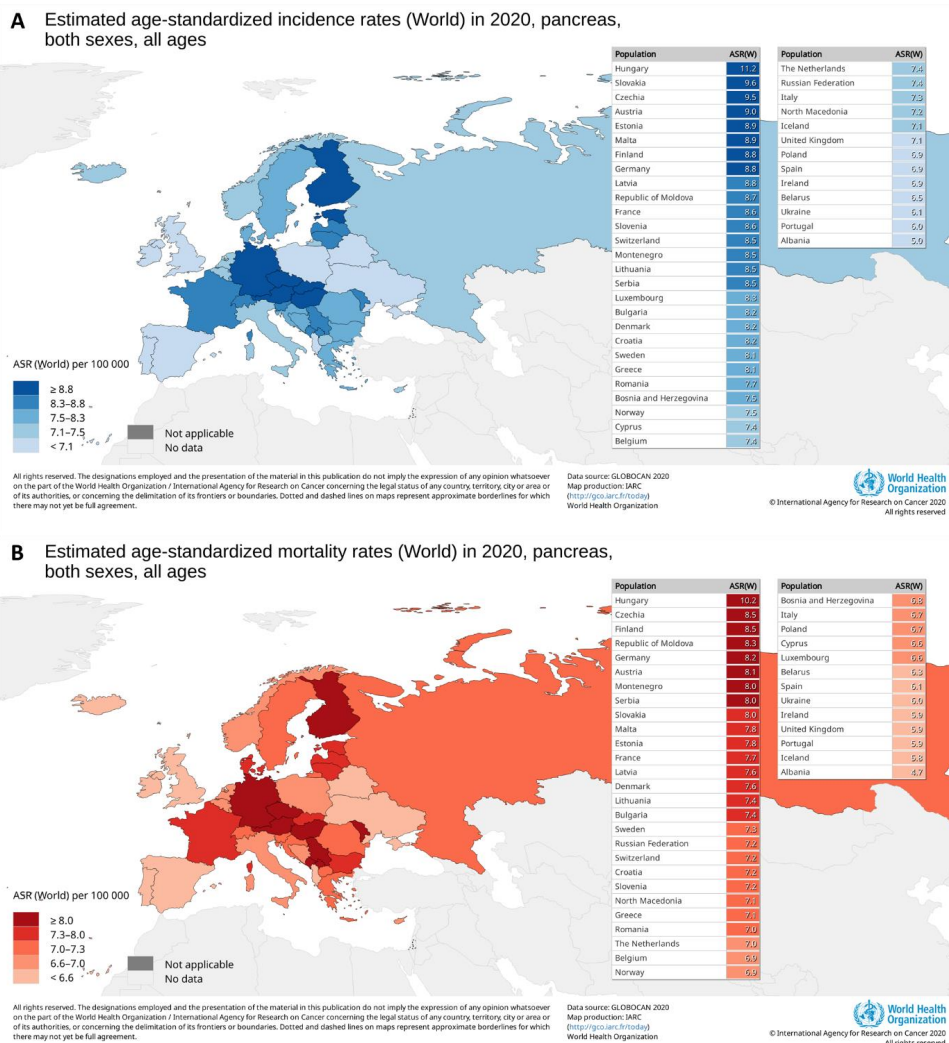 A
Estimated age-standardized incidence rates (World) in 2020, pancreas,
both sexes, all ages
Population ASR(W)
Hungary 11.2
Slovakia 9.6
Czechia 9.5
Austria 9.0
Estonia 8.9
Malta 8.9
Finland 8.8
Germany 8.8
Latvia 8.8
Republic of Moldova 8.7
France 8.6
Slovenia 8.6
Switzerland 8.5
Montenegro 8.5
Lithuania 8.5
Serbia 8.5
Luxembourg 8.3
Bulgaria 8.2
Denmark 8.2
Croatia 8.2
Sweden 8.1
Greece 8.1
Romania 7.7
Bosnia and Herzegovina 7.5
Norway 7.5
Cyprus 7.4
Belgium 7.4
Population ASR(W)
The Netherlands 7.4
Russian Federation 7.4
Italy 7.3
North Macedonia 7.2
Iceland 7.1
United Kingdom 7.1
Poland 6.9
Spain 6.9
Ireland 6.9
Belarus 6.5
Ukraine 6.1
Portugal 6.0
Albania 5.0
ASR (World) per 100 000
≥ 8.8
8.3–8.8
7.5–8.3
7.1–7.5
< 7.1
Not applicable
No data
All rights reserved. The designations employed and the presentation of the material in this publication do not imply the expression of any opinion whatsoever
on the part of the World Health Organization / International Agency for Research on Cancer concerning the legal status of any country, territory, city or area or
of its authorities, or concerning the delimitation of its frontiers or boundaries. Dotted and dashed lines on maps represent approximate borderlines for which
there may not yet be full agreement.
Data source: GLOBOCAN 2020
Map production: IARC
(http://gco.iarc.fr/today)
World Health Organization
World Health
Organization
© International Agency for Research on Cancer 2020
All rights reserved
B
Estimated age-standardized mortality rates (World) in 2020, pancreas,
both sexes, all ages
Population ASR(W)
Hungary 10.2
Czechia 8.5
Finland 8.5
Republic of Moldova 8.3
Germany 8.2
Austria 8.1
Montenegro 8.0
Serbia 8.0
Slovakia 8.0
Malta 7.8
Estonia 7.8
France 7.7
Latvia 7.6
Denmark 7.6
Lithuania 7.4
Bulgaria 7.4
Sweden 7.3
Russian Federation 7.2
Switzerland 7.2
Croatia 7.2
Slovenia 7.2
North Macedonia 7.1
Greece 7.1
Romania 7.0
The Netherlands 7.0
Belgium 6.9
Norway 6.9
Population ASR(W)
Bosnia and Herzegovina 6.8
Italy 6.7
Poland 6.7
Cyprus 6.6
Luxembourg 6.6
Belarus 6.3
Spain 6.1
Ukraine 6.0
Ireland 5.9
United Kingdom 5.9
Portugal 5.9
Iceland 5.8
Albania 4.7
ASR (World) per 100 000
≥ 8.0
7.3–8.0
7.0–7.3
6.6–7.0
< 6.6
Not applicable
No data
All rights reserved. The designations employed and the presentation of the material in this publication do not imply the expression of any opinion whatsoever
on the part of the World Health Organization / International Agency for Research on Cancer concerning the legal status of any country, territory, city or area or
of its authorities, or concerning the delimitation of its frontiers or boundaries. Dotted and dashed lines on maps represent approximate borderlines for which
there may not yet be full agreement.
Data source: GLOBOCAN 2020
Map production: IARC
(http://gco.iarc.fr/today)
World Health Organization
World Health
Organization
© International Agency for Research on Cancer 2020
All rights reserved